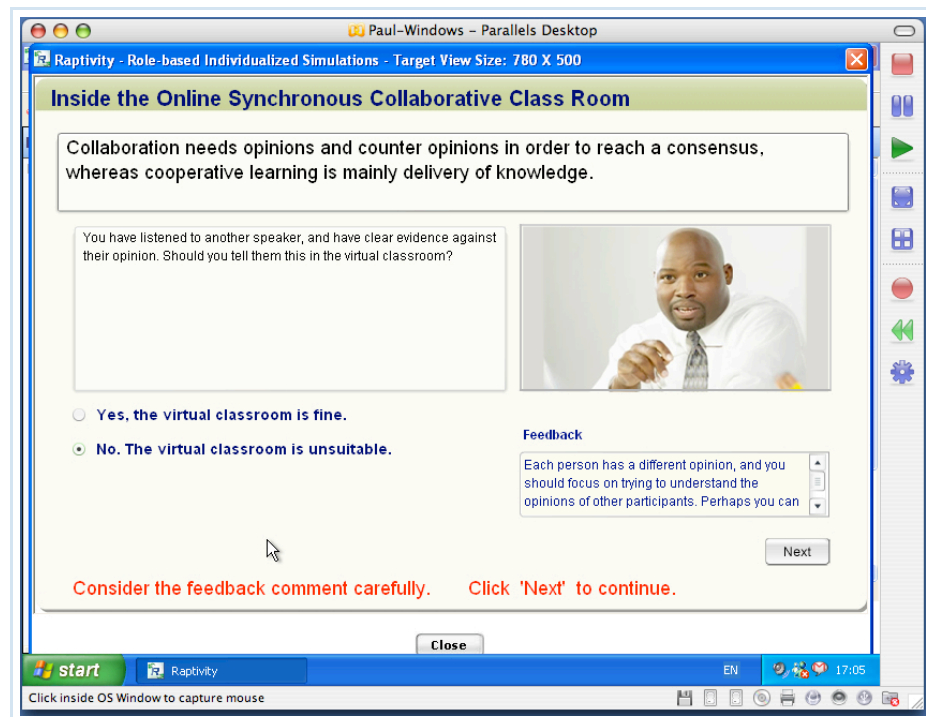 Paul-Windows - Parallels Desktop
Raptivity - Role-based Individualized Simulations - Target View Size: 780 X 500
Inside the Online Synchronous Collaborative Class Room
Collaboration needs opinions and counter opinions in order to reach a consensus,
whereas cooperative learning is mainly delivery of knowledge.
You have listened to another speaker, and have clear evidence against
their opinion. Should you tell them this in the virtual classroom?
Yes, the virtual classroom is fine.
No. The virtual classroom is unsuitable.
Feedback
Each person has a different opinion, and you
should focus on trying to understand the
opinions of other participants. Perhaps you can
Next
Consider the feedback comment carefully. Click 'Next' to continue.
Close
start Raptivity EN 17:05
Click inside OS Window to capture mouse